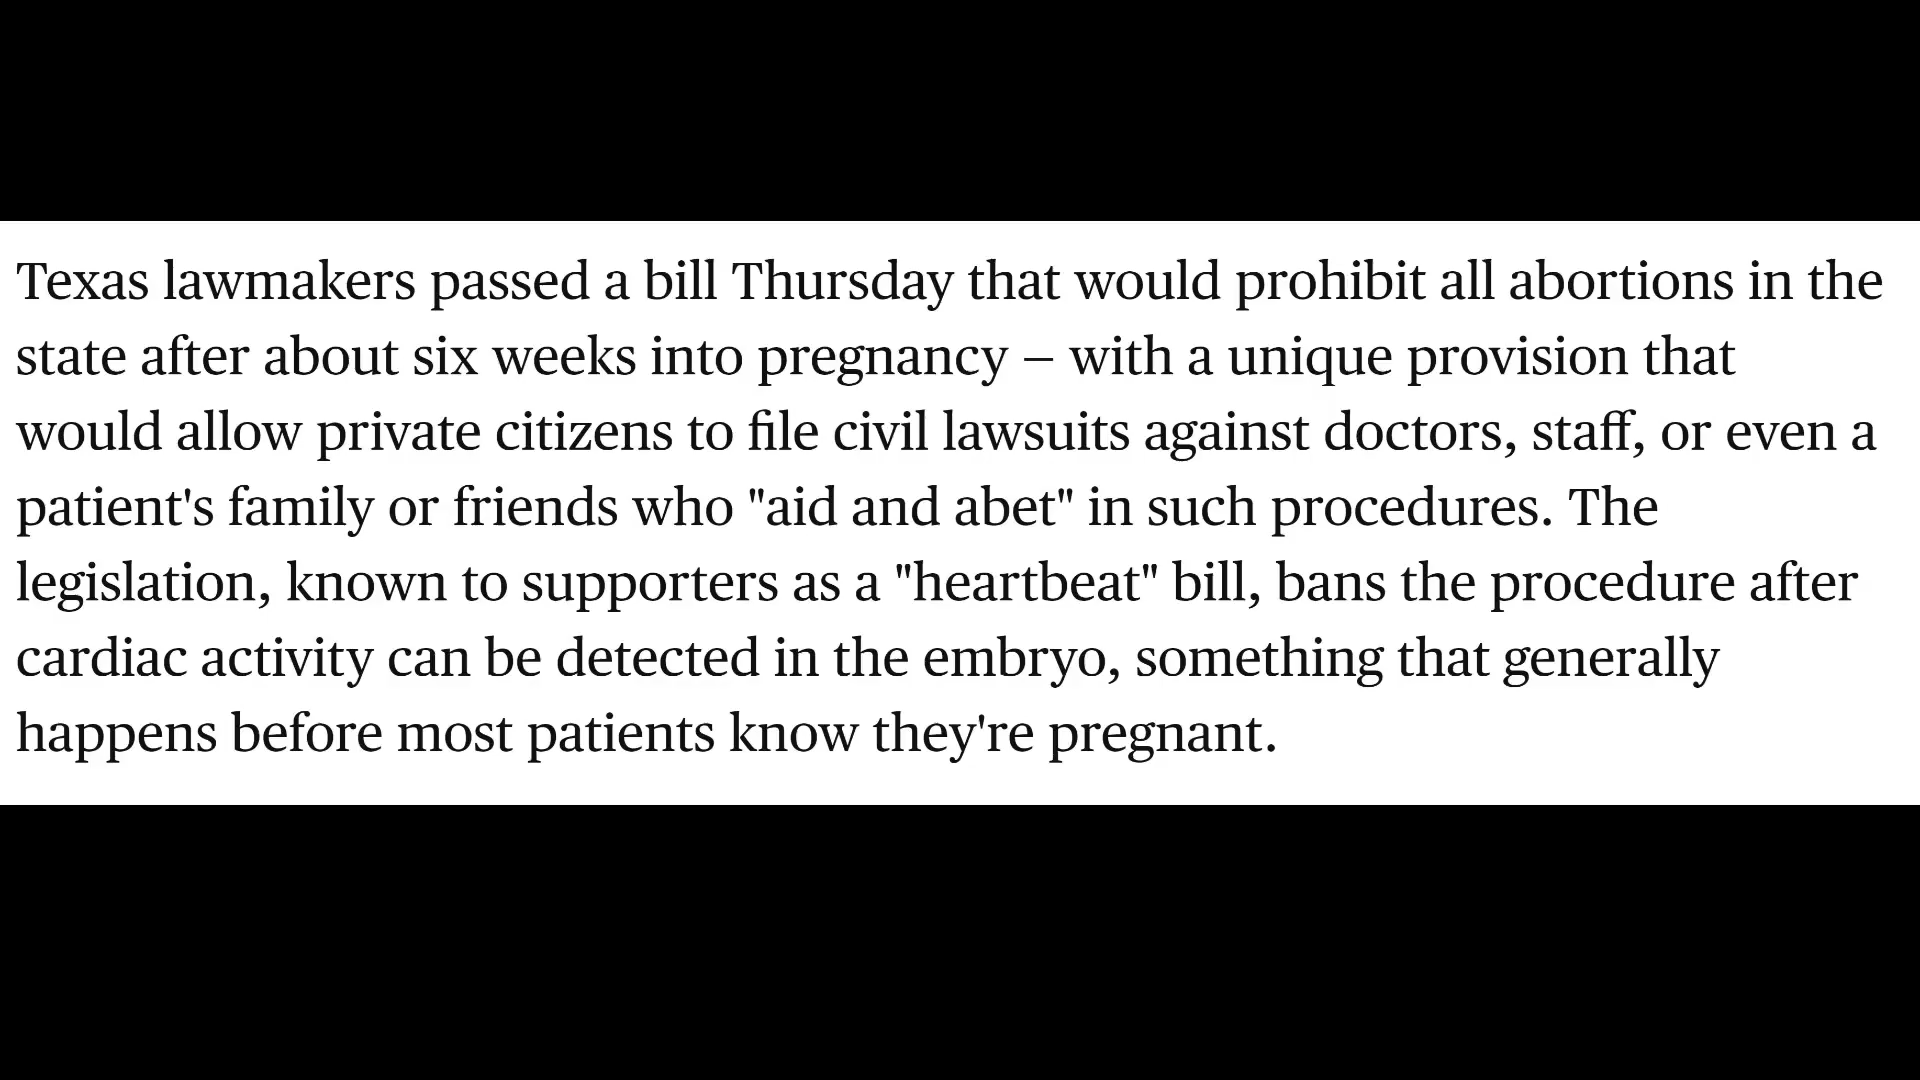 Texas lawmakers passed a bill Thursday that would prohibit all abortions in the
state after about six weeks into pregnancy – with a unique provision that
would allow private citizens to file civil lawsuits against doctors, staff, or even a
patient's family or friends who "aid and abet" in such procedures. The
legislation, known to supporters as a "heartbeat" bill, bans the procedure after
cardiac activity can be detected in the embryo, something that generally
happens before most patients know they're pregnant.